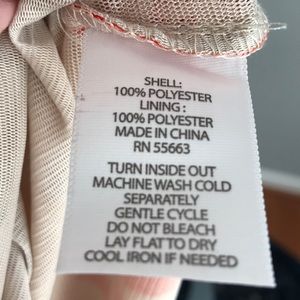 SHELL:
100% POLYESTER
LINING :
100% POLYESTER
MADE IN CHINA
RN 55663
TURN INSIDE OUT
MACHINE WASH COLD
SEPARATELY
GENTLE CYCLE
DO NOT BLEACH
LAY FLAT TO DRY
COOL IRON IF NEEDED